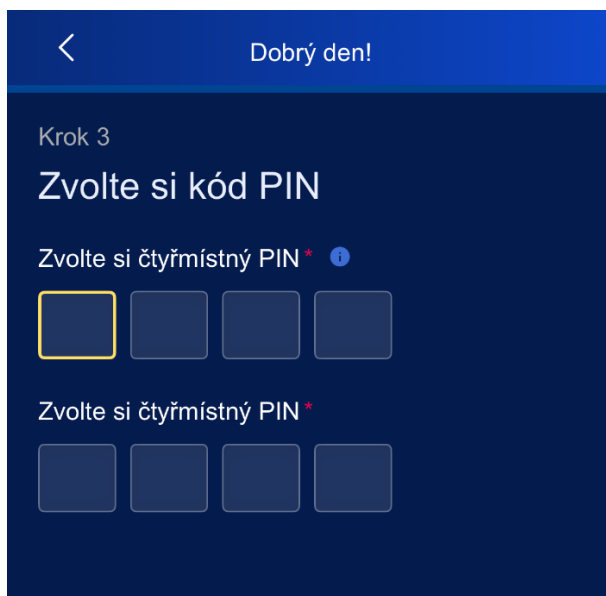 Dobrý den!
Krok 3
Zvolte si kód PIN
Zvolte si čtyřmístný PIN*
Zvolte si čtyřmístný PIN*